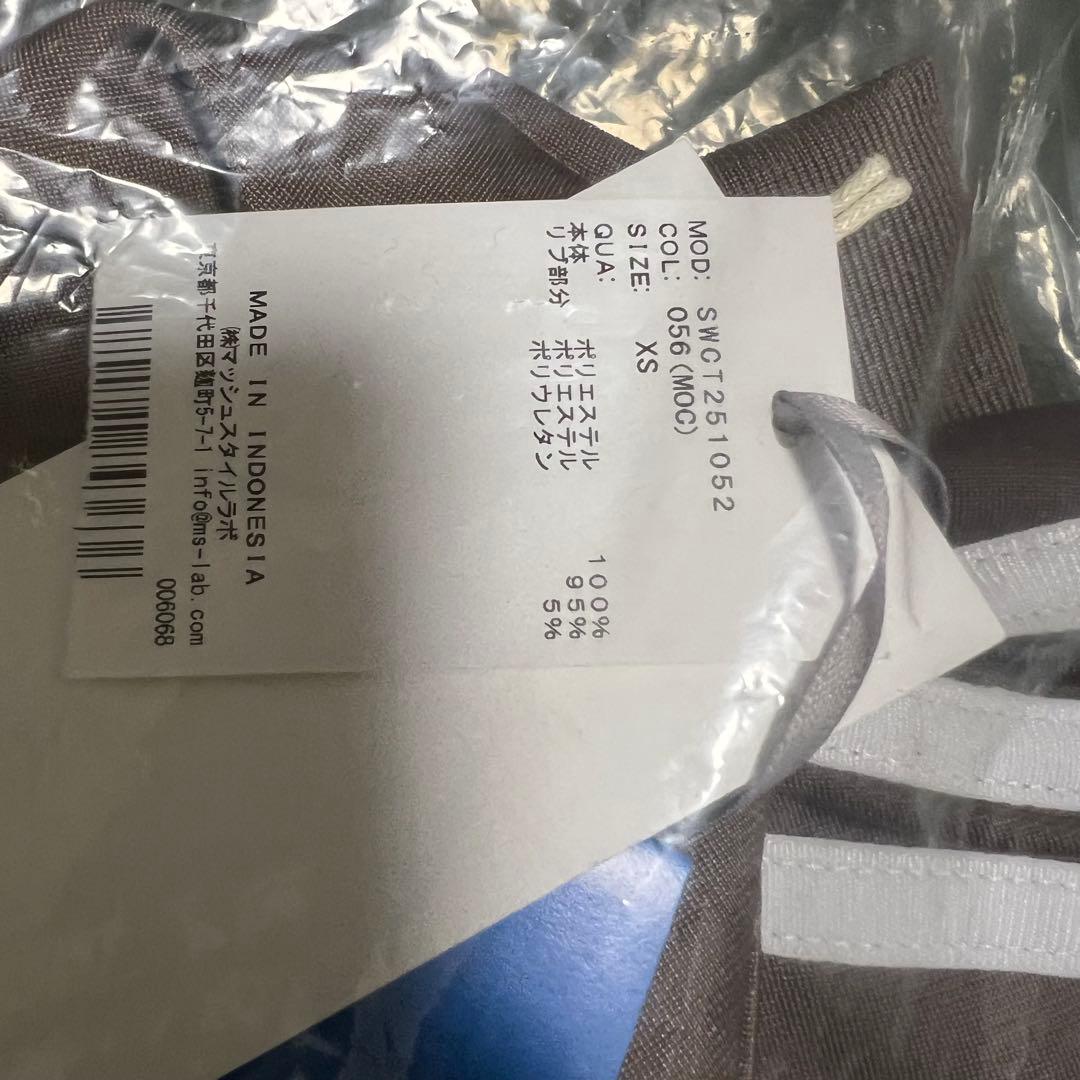 MOD: SWCT251052
COL: 056(MOC)
SIZE: XS
QUA:
本体 ポリエステル 100%
リブ部分 ポリエステル 95%
ポリウレタン 5%
MADE IN INDONESIA
㈱マッシュスタイルラボ
東京都千代田区麹町5-7-1 info@ms-lab.com
006068